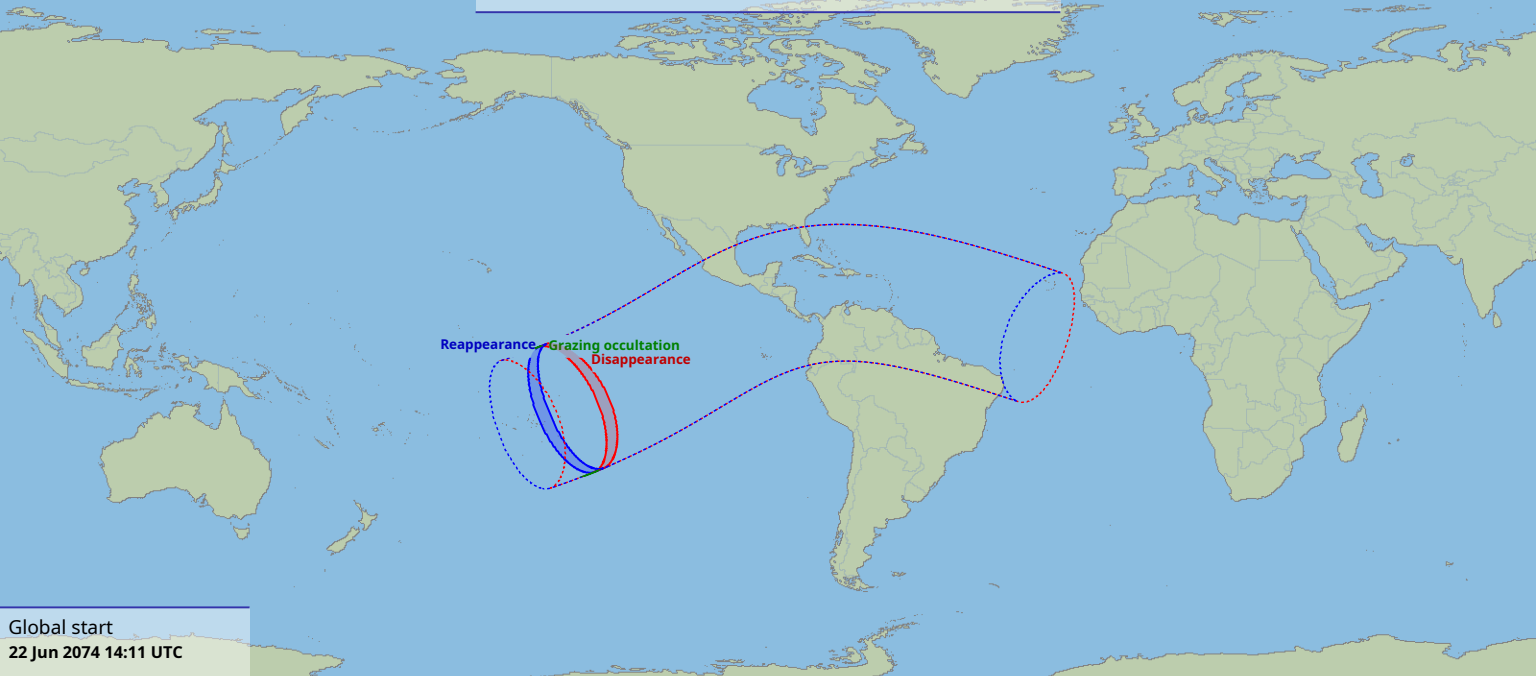 Reappearance
Grazing occultation
Disappearance
Global start
22 Jun 2074 14:11 UTC